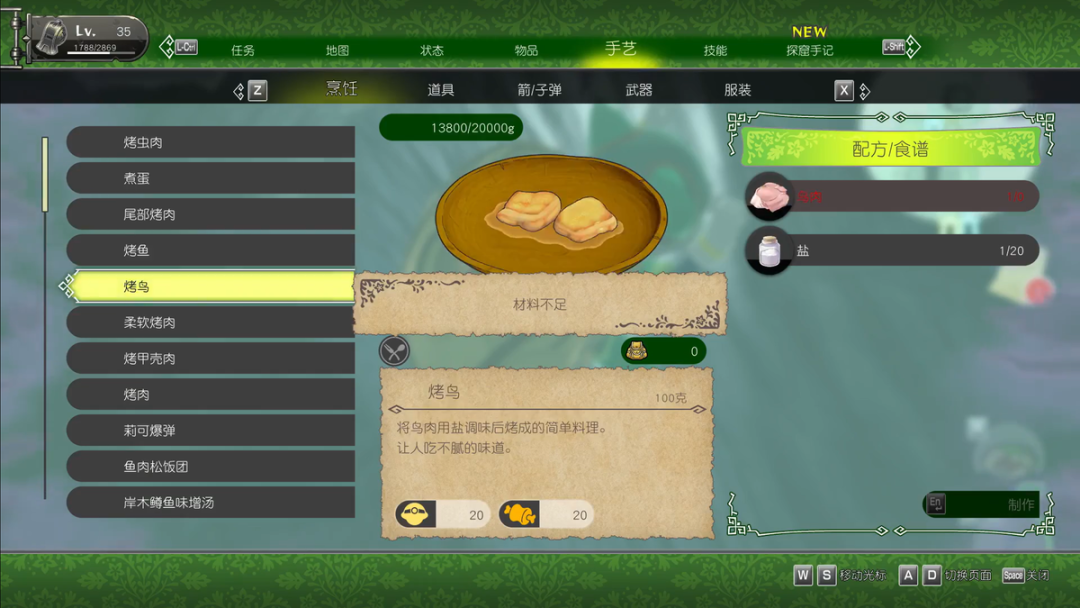 Lv. 35
1788/2869
L-Ctrl
任务
地图
状态
物品
手艺
技能
NEW
探窟手记
L-Shift
Z
烹饪
道具
箭/子弹
武器
服装
X
烤虫肉
煮蛋
尾部烤肉
烤鱼
烤鸟
柔软烤肉
烤甲壳肉
烤肉
莉可爆弹
鱼肉松饭团
岸木鳟鱼味增汤
13800/20000g
材料不足
0
烤鸟
100克
将鸟肉用盐调味后烤成的简单料理。
让人吃不腻的味道。
20
20
配方/食谱
盐
1/20
制作
W S 移动光标
A D 切换页面
Space 关闭